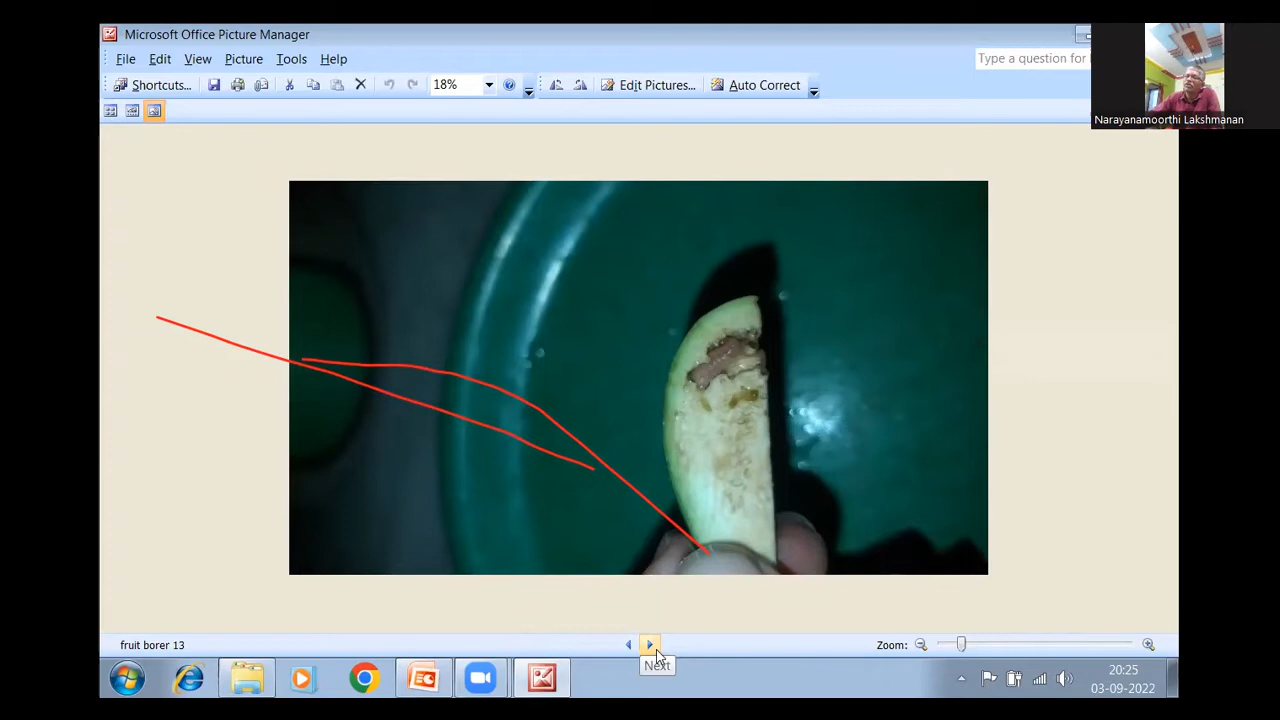 Microsoft Office Picture Manager
File Edit View Picture Tools Help
Type a question for
Shortcuts...
18%
Edit Pictures...
Auto Correct
Narayanamoorthi Lakshmanan
fruit borer 13
Zoom:
Next
20:25
03-09-2022